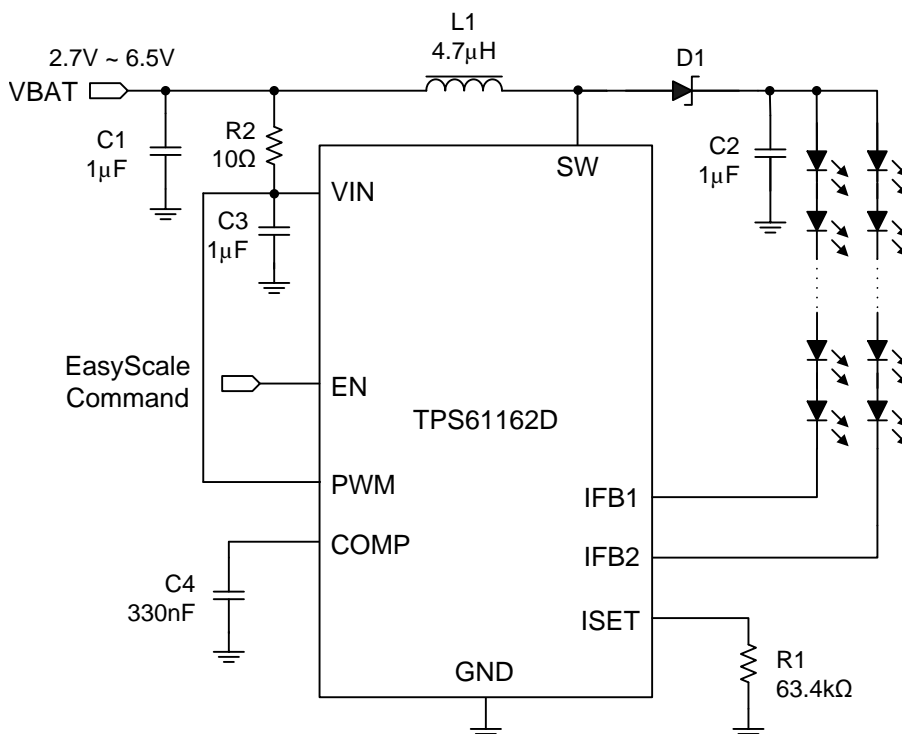 L1
4.7μH
2.7V ~ 6.5V
VBAT
D1
C1
1μF
R2
10Ω
C2
1μF
SW
VIN
C3
1μF
EasyScale
Command
EN
TPS61162D
PWM
IFB1
COMP
IFB2
C4
330nF
ISET
R1
63.4kΩ
GND